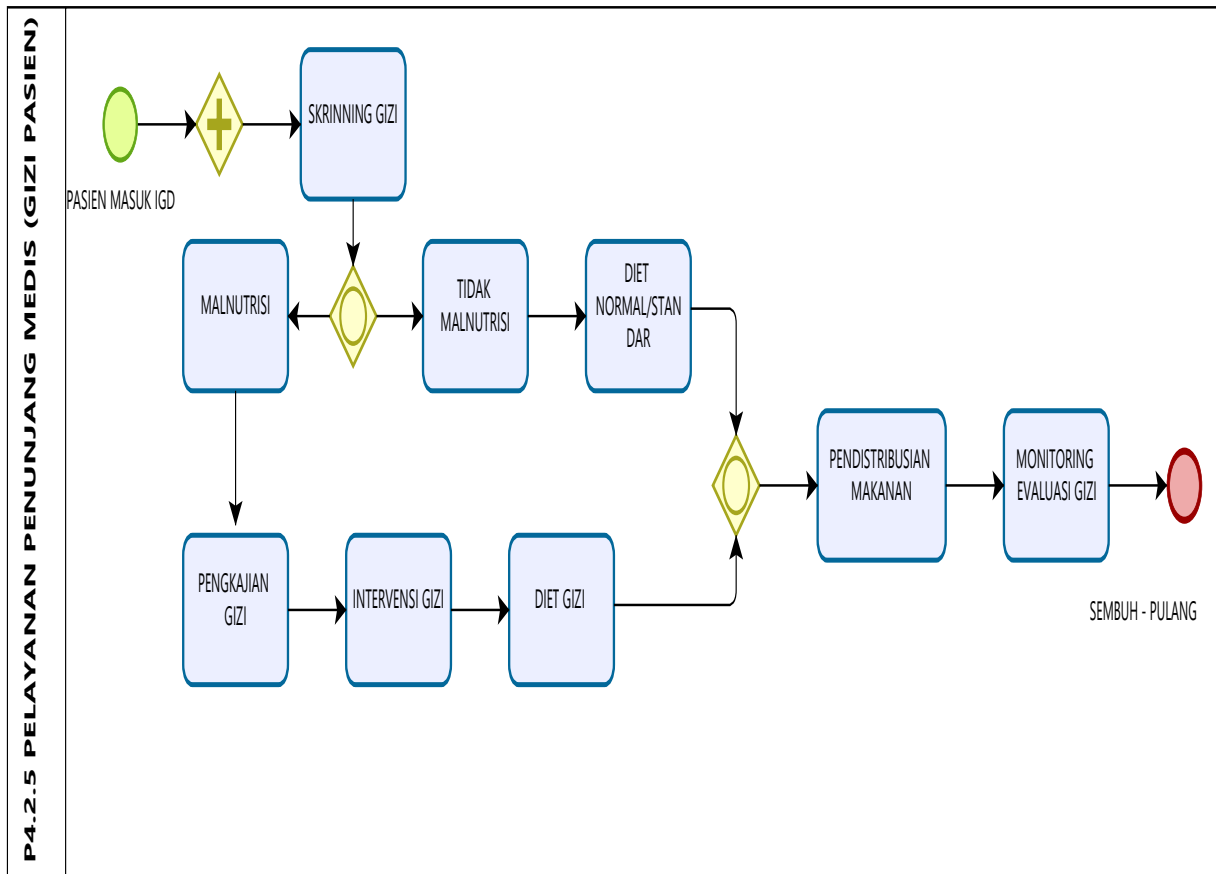 P4.2.5 PELAYANAN PENUNJANG MEDIS (GIZI PASIEN)
PASIEN MASUK IGD
SKRINNING GIZI
MALNUTRISI
TIDAK
MALNUTRISI
DIET
NORMAL/STAN
DAR
PENGKAJIAN
GIZI
INTERVENSI GIZI
DIET GIZI
PENDISTRIBUSIAN
MAKANAN
MONITORING
EVALUASI GIZI
SEMBUH - PULANG